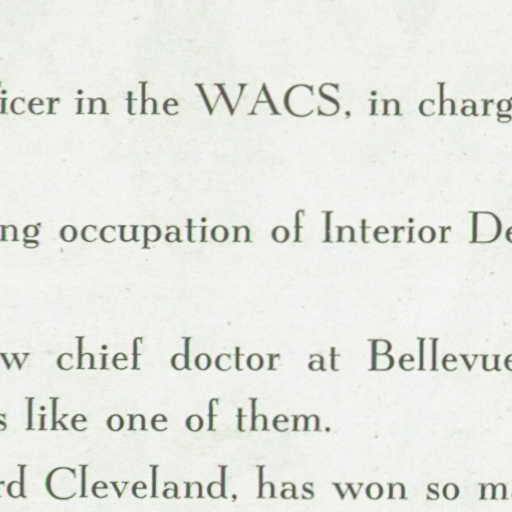 icer in the WACS, in charg
ng occupation of Interior De
w chief doctor at Bellevue
s like one of them.
rd Cleveland, has won so m